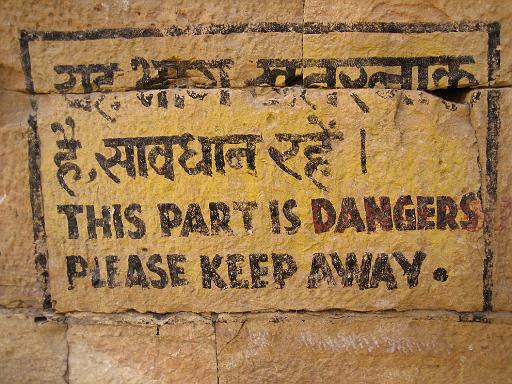 यह भाग खतरनाक
है, सावधान रहें ।
THIS PART IS DANGERS
PLEASE KEEP AWAY.